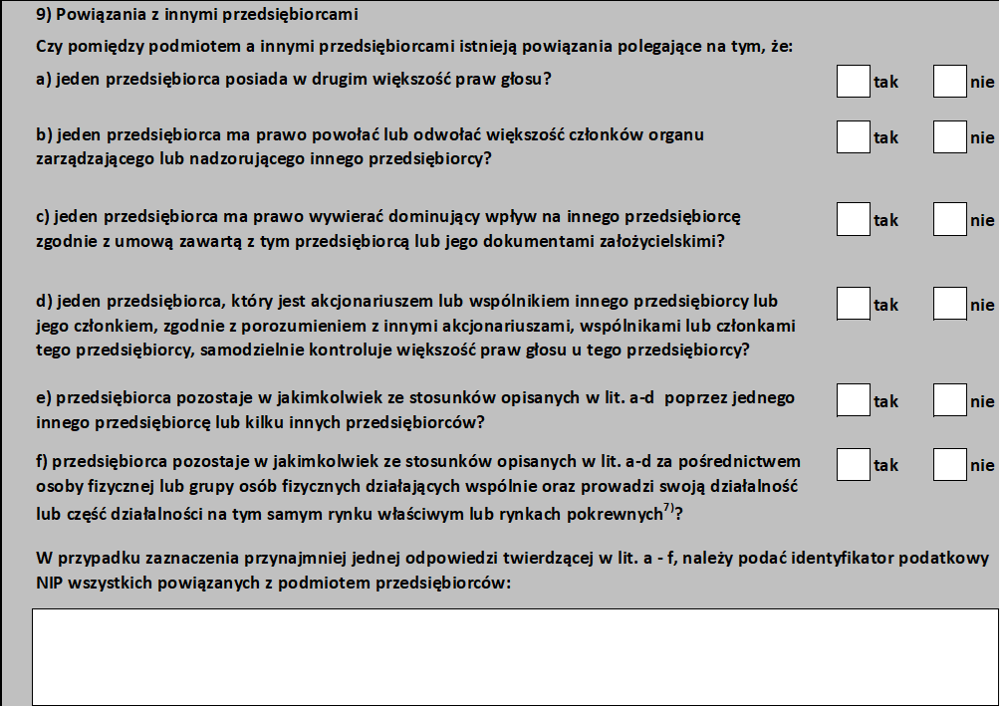 9) Powiązania z innymi przedsiębiorcami
Czy pomiędzy podmiotem a innymi przedsiębiorcami istnieją powiązania polegające na tym, że:
a) jeden przedsiębiorca posiada w drugim większość praw głosu? tak nie
b) jeden przedsiębiorca ma prawo powołać lub odwołać większość członków organu
zarządzającego lub nadzorującego innego przedsiębiorcy? tak nie
c) jeden przedsiębiorca ma prawo wywierać dominujący wpływ na innego przedsiębiorcę
zgodnie z umową zawartą z tym przedsiębiorcą lub jego dokumentami założycielskimi? tak nie
d) jeden przedsiębiorca, który jest akcjonariuszem lub wspólnikiem innego przedsiębiorcy lub
jego członkiem, zgodnie z porozumieniem z innymi akcjonariuszami, wspólnikami lub członkami
tego przedsiębiorcy, samodzielnie kontroluje większość praw głosu u tego przedsiębiorcy? tak nie
e) przedsiębiorca pozostaje w jakimkolwiek ze stosunków opisanych w lit. a-d  poprzez jednego
innego przedsiębiorcę lub kilku innych przedsiębiorców? tak nie
f) przedsiębiorca pozostaje w jakimkolwiek ze stosunków opisanych w lit. a-d za pośrednictwem
osoby fizycznej lub grupy osób fizycznych działających wspólnie oraz prowadzi swoją działalność
lub część działalności na tym samym rynku właściwym lub rynkach pokrewnych7)? tak nie
W przypadku zaznaczenia przynajmniej jednej odpowiedzi twierdzącej w lit. a - f, należy podać identyfikator podatkowy
NIP wszystkich powiązanych z podmiotem przedsiębiorców: